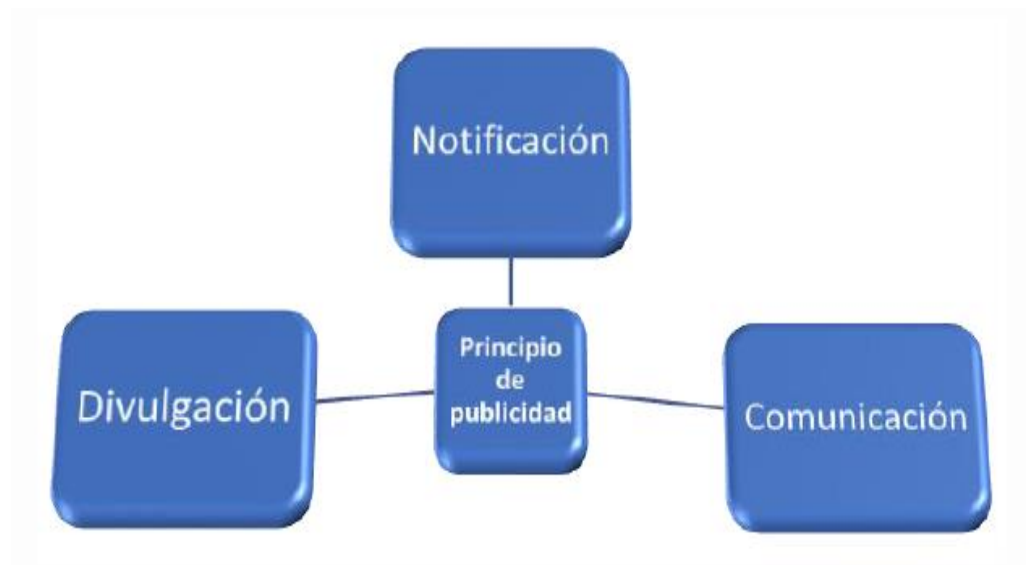 Notificación
Principio
de
publicidad
Divulgación
Comunicación